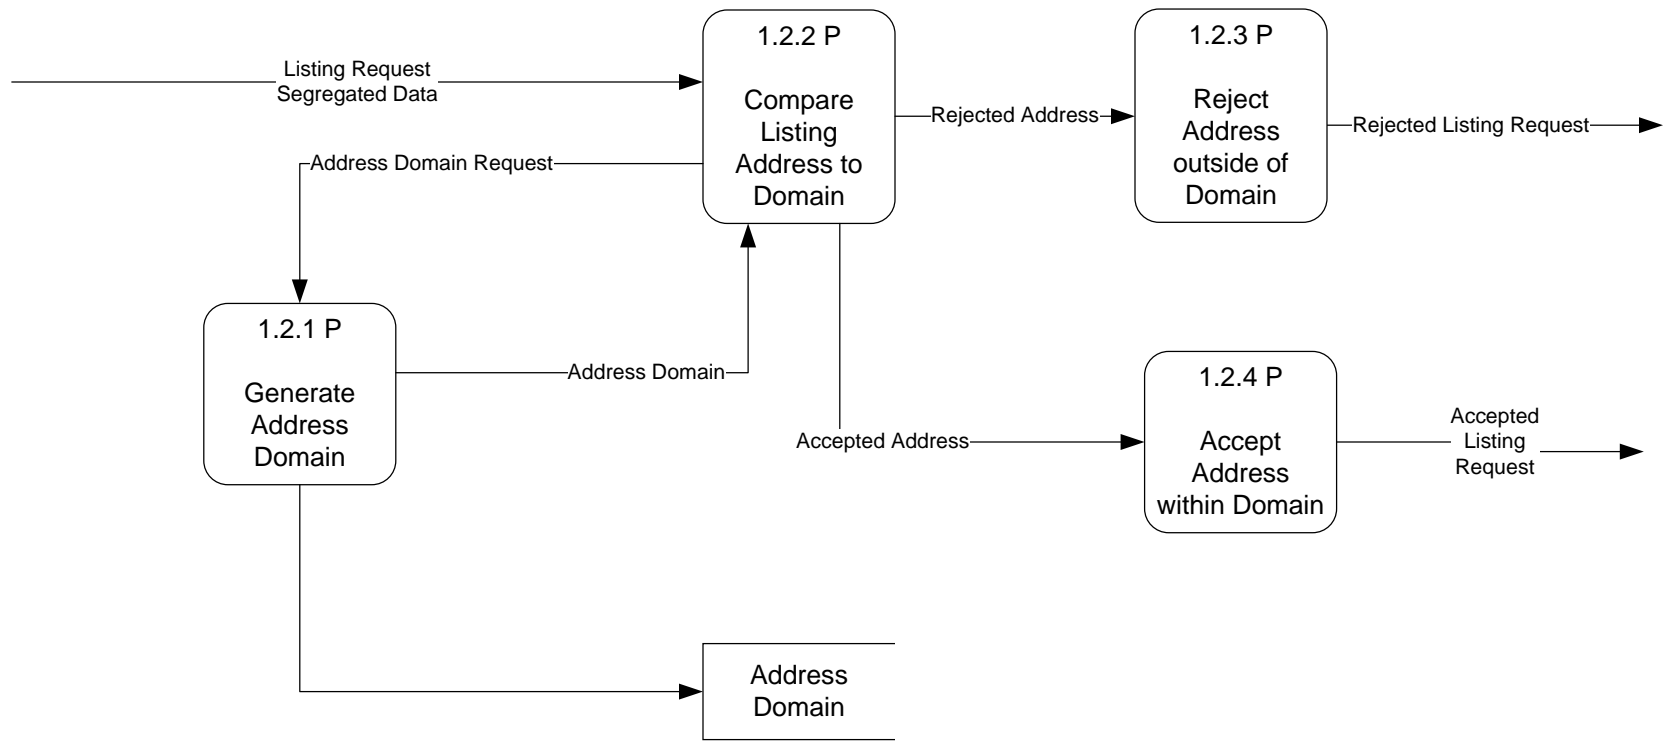 1.2.2 P
Compare
Listing
Address to
Domain
1.2.3 P
Reject
Address
outside of
Domain
Listing Request
Segregated Data
Rejected Address
Rejected Listing Request
Address Domain Request
1.2.1 P
Generate
Address
Domain
Address Domain
1.2.4 P
Accept
Address
within Domain
Accepted Address
Accepted
Listing
Request
Address
Domain